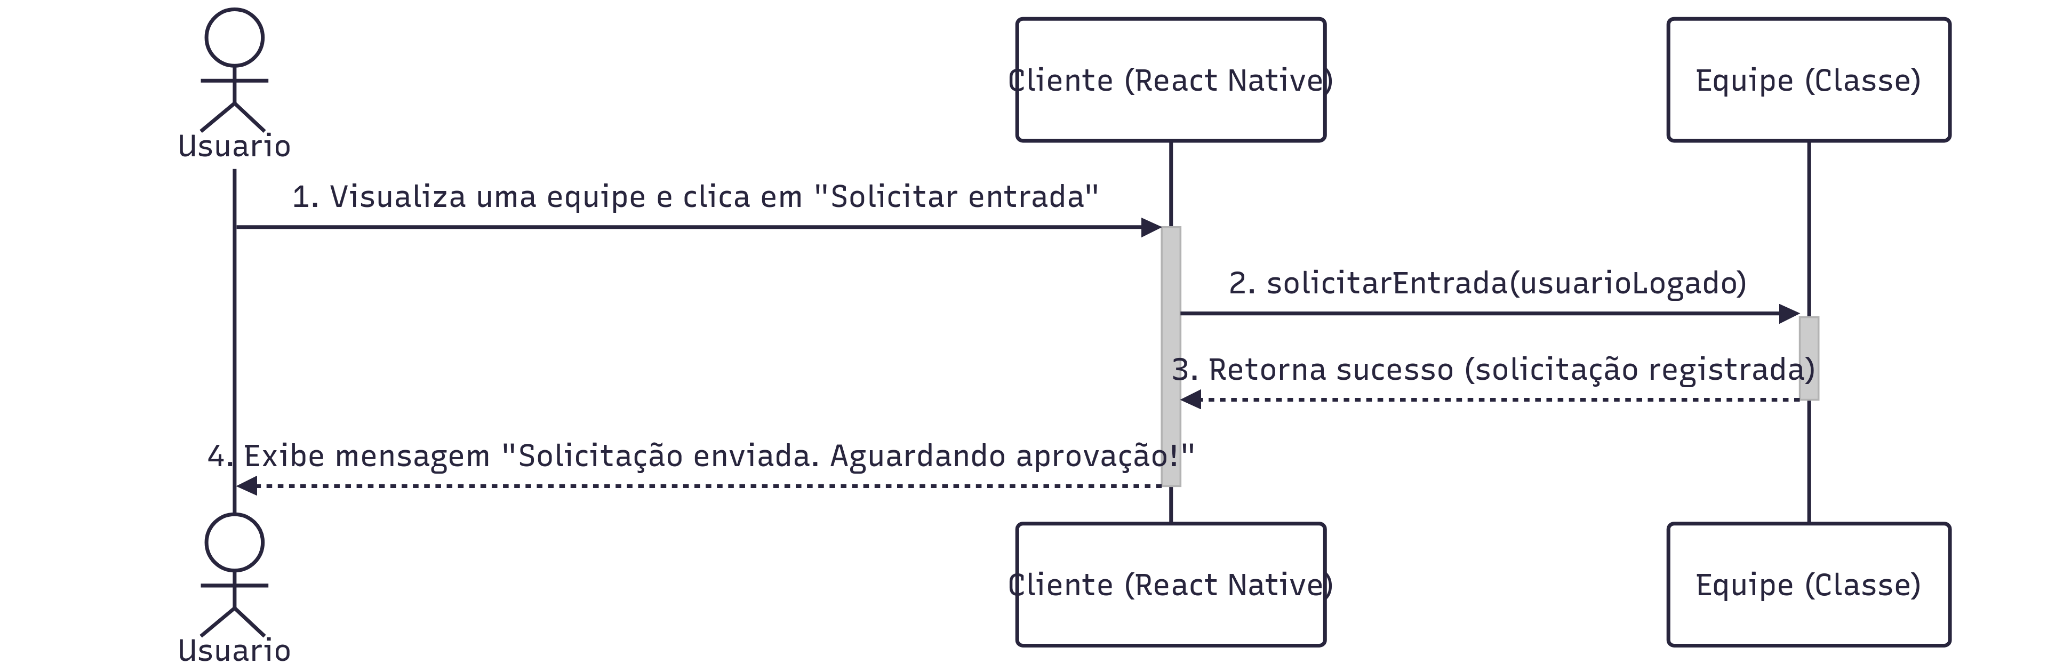 Usuario
Cliente (React Native)
Equipe (Classe)
1. Visualiza uma equipe e clica em "Solicitar entrada"
2. solicitarEntrada(usuarioLogado)
3. Retorna sucesso (solicitação registrada)
4. Exibe mensagem "Solicitação enviada. Aguardando aprovação!"
Usuario
Cliente (React Native)
Equipe (Classe)